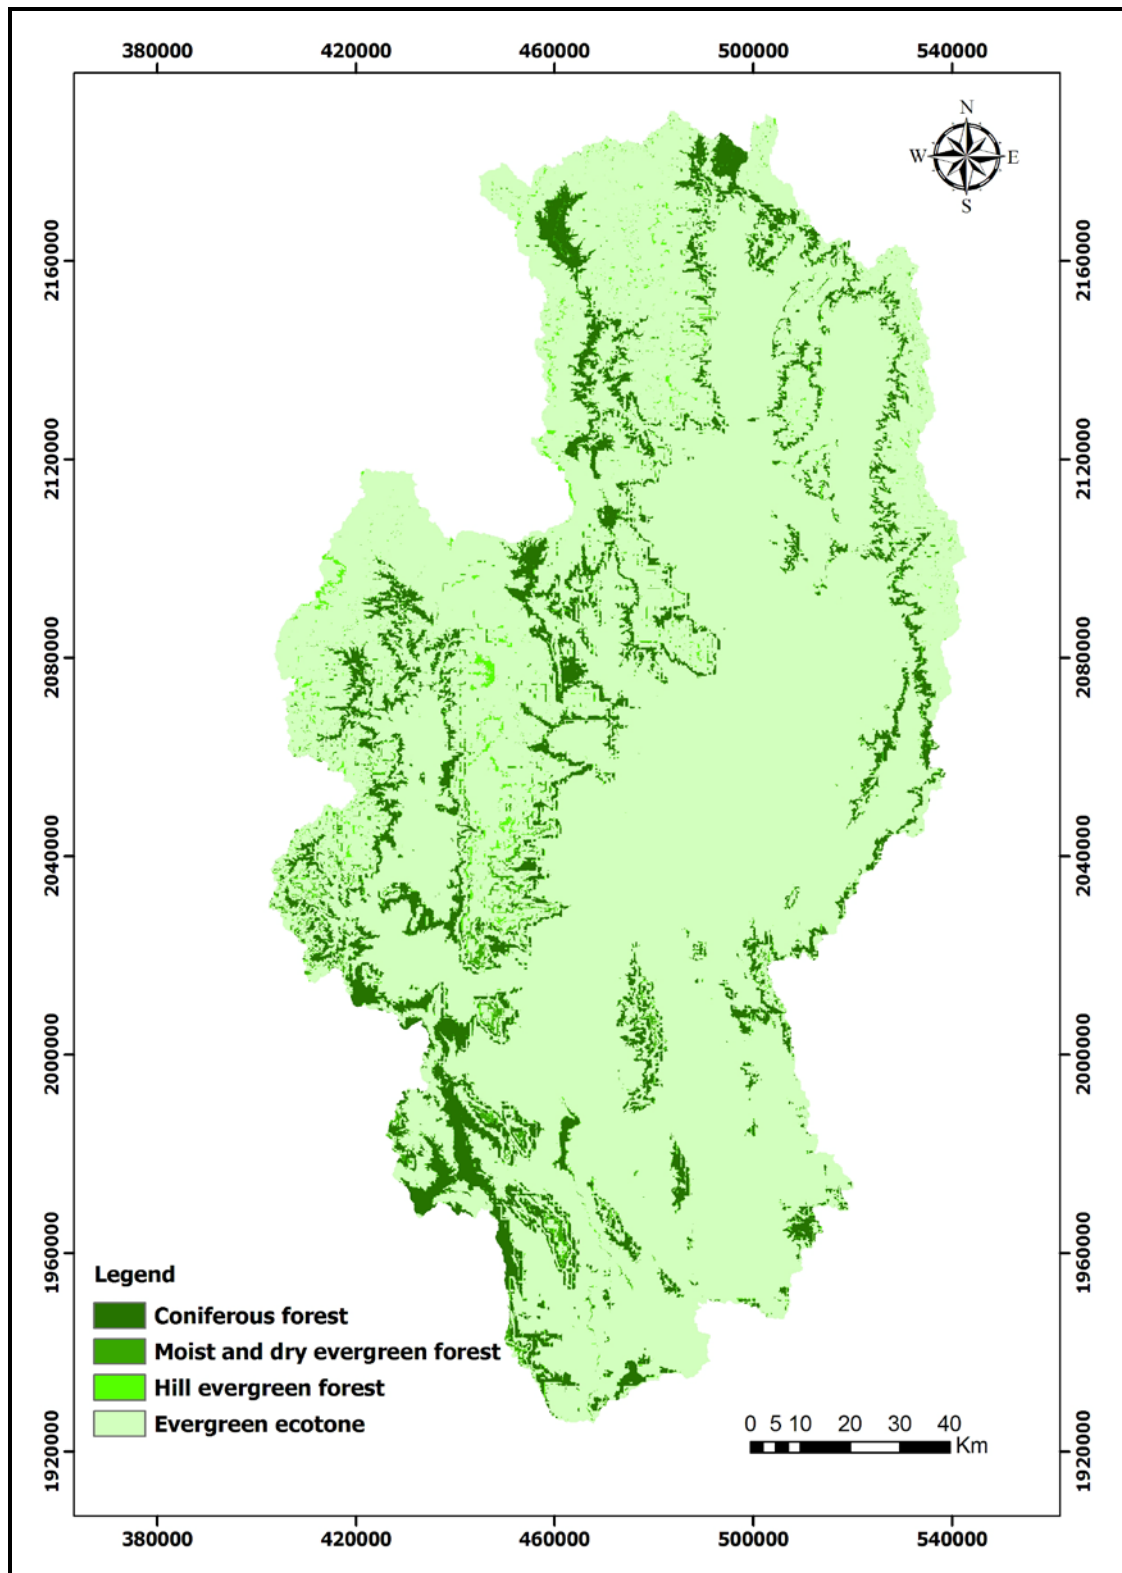 380000 420000 460000 500000 540000
N
W E
S
2160000 2160000
2120000 2120000
2080000 2080000
2040000 2040000
2000000 2000000
1960000 1960000
1920000 1920000
Legend
Coniferous forest
Moist and dry evergreen forest
Hill evergreen forest
Evergreen ecotone
0 5 10 20 30 40
Km
380000 420000 460000 500000 540000